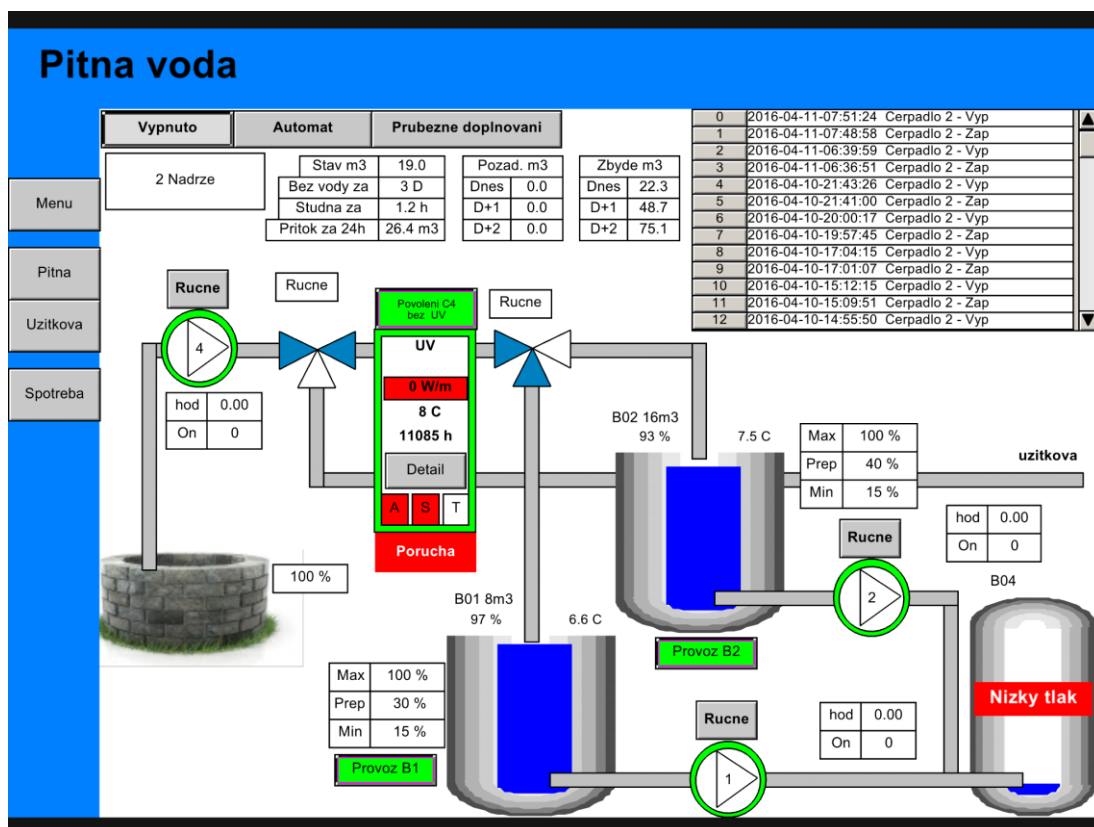 Pitna voda
Vypnuto
Automat
Prubezne doplnovani
2 Nadrze
Stav m3 19.0
Bez vody za 3 D
Studna za 1.2 h
Pritok za 24h 26.4 m3
Pozad. m3
Dnes 0.0
D+1 0.0
D+2 0.0
Zbyde m3
Dnes 22.3
D+1 48.7
D+2 75.1
0 2016-04-11-07:51:24 Cerpadlo 2 - Vyp
1 2016-04-11-07:48:58 Cerpadlo 2 - Zap
2 2016-04-11-06:39:59 Cerpadlo 2 - Vyp
3 2016-04-11-06:36:51 Cerpadlo 2 - Zap
4 2016-04-10-21:43:26 Cerpadlo 2 - Vyp
5 2016-04-10-21:41:00 Cerpadlo 2 - Zap
6 2016-04-10-20:00:17 Cerpadlo 2 - Vyp
7 2016-04-10-19:57:45 Cerpadlo 2 - Zap
8 2016-04-10-17:04:15 Cerpadlo 2 - Vyp
9 2016-04-10-17:01:07 Cerpadlo 2 - Zap
10 2016-04-10-15:12:15 Cerpadlo 2 - Vyp
11 2016-04-10-15:09:51 Cerpadlo 2 - Zap
12 2016-04-10-14:55:50 Cerpadlo 2 - Vyp
Menu
Pitna
Uzitkova
Spotreba
Rucne
4
hod 0.00
On 0
Rucne
Povoleni C4
bez UV
UV
0 W/m
8 C
11085 h
Detail
A S T
Porucha
Rucne
100 %
B02 16m3
93 %
7.5 C
Max 100 %
Prep 40 %
Min 15 %
uzitkova
hod 0.00
On 0
Rucne
2
B04
Nizky tlak
Provoz B2
B01 8m3
97 %
6.6 C
Max 100 %
Prep 30 %
Min 15 %
Provoz B1
Rucne
1
hod 0.00
On 0